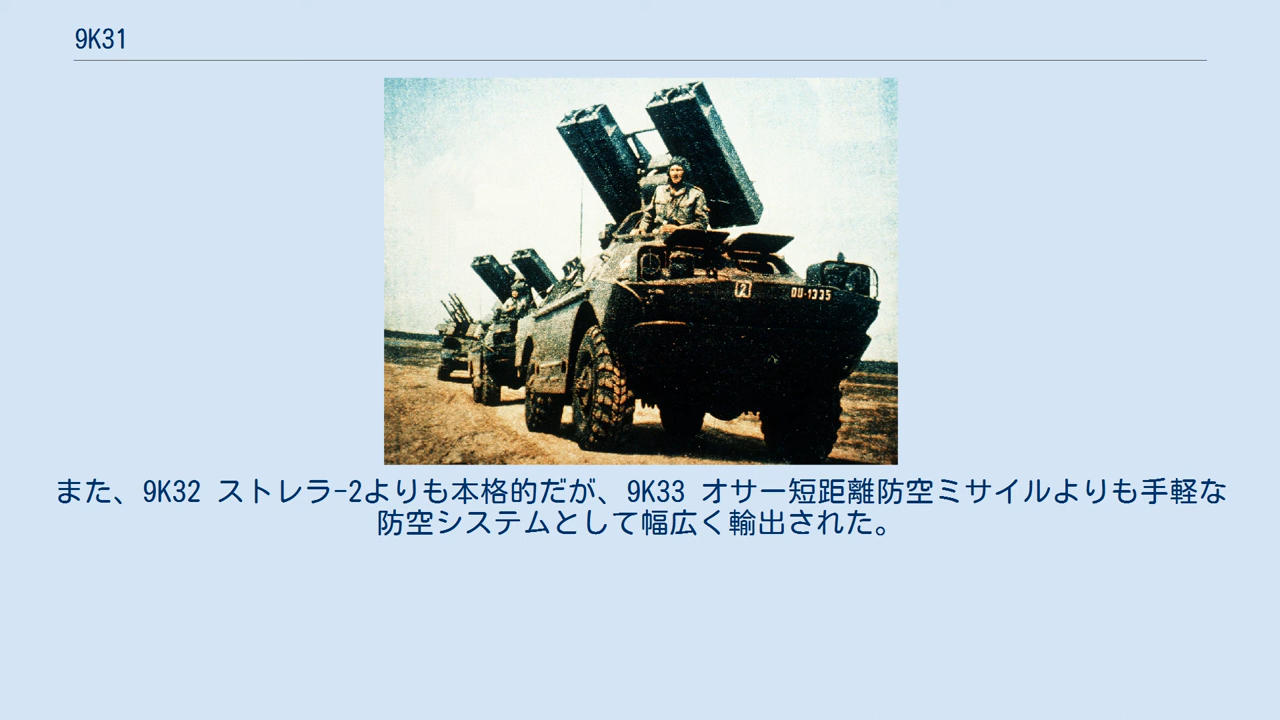 9K31
2
DU-1335
また、9K32 ストレラ-2よりも本格的だが、9K33 オサー短距離防空ミサイルよりも手軽な
防空システムとして幅広く輸出された。